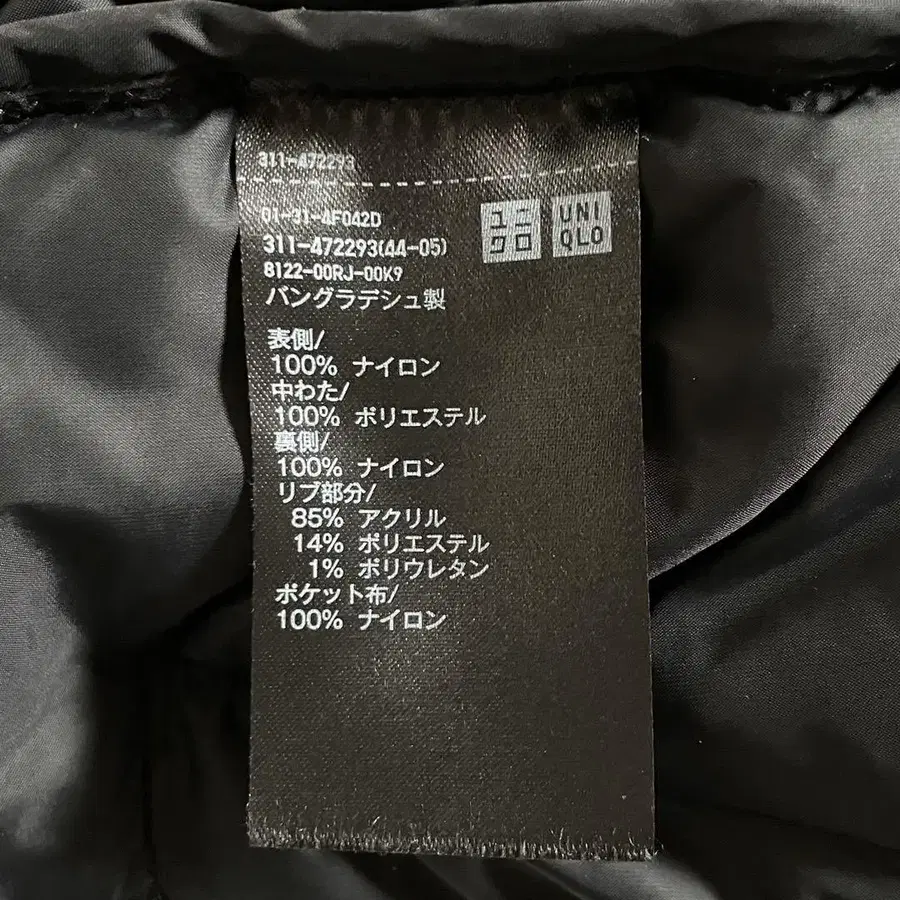 311-472293
01-31-4F042D
311-472293(44-05)
8122-00RJ-00K9
ユニ
クロ
UNI
QLO
バングラデシュ製
表側/
100% ナイロン
中わた/
100% ポリエステル
裏側/
100% ナイロン
リブ部分/
85% アクリル
14% ポリエステル
1% ポリウレタン
ポケット布/
100% ナイロン